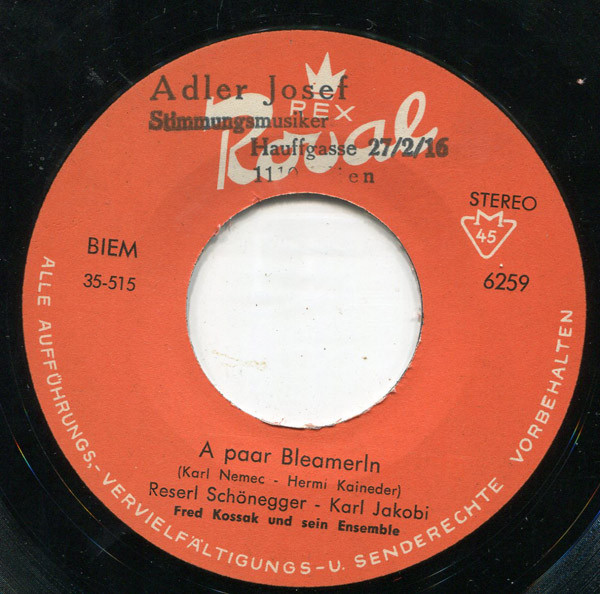 Adler Josef
REX
Royal
Stimmungsmusiker
Hauffgasse 27/2/16
STEREO
45
6259
BIEM
35-515
A paar Bleamerln
(Karl Nemec - Hermi Kaineder)
Reserl Schönegger - Karl Jakobi
Fred Kossak und sein Ensemble
ALLE AUFFÜHRUNGS,- VERVIELFÄLTIGUNGS-U. SENDERECHTE VORBEHALTEN